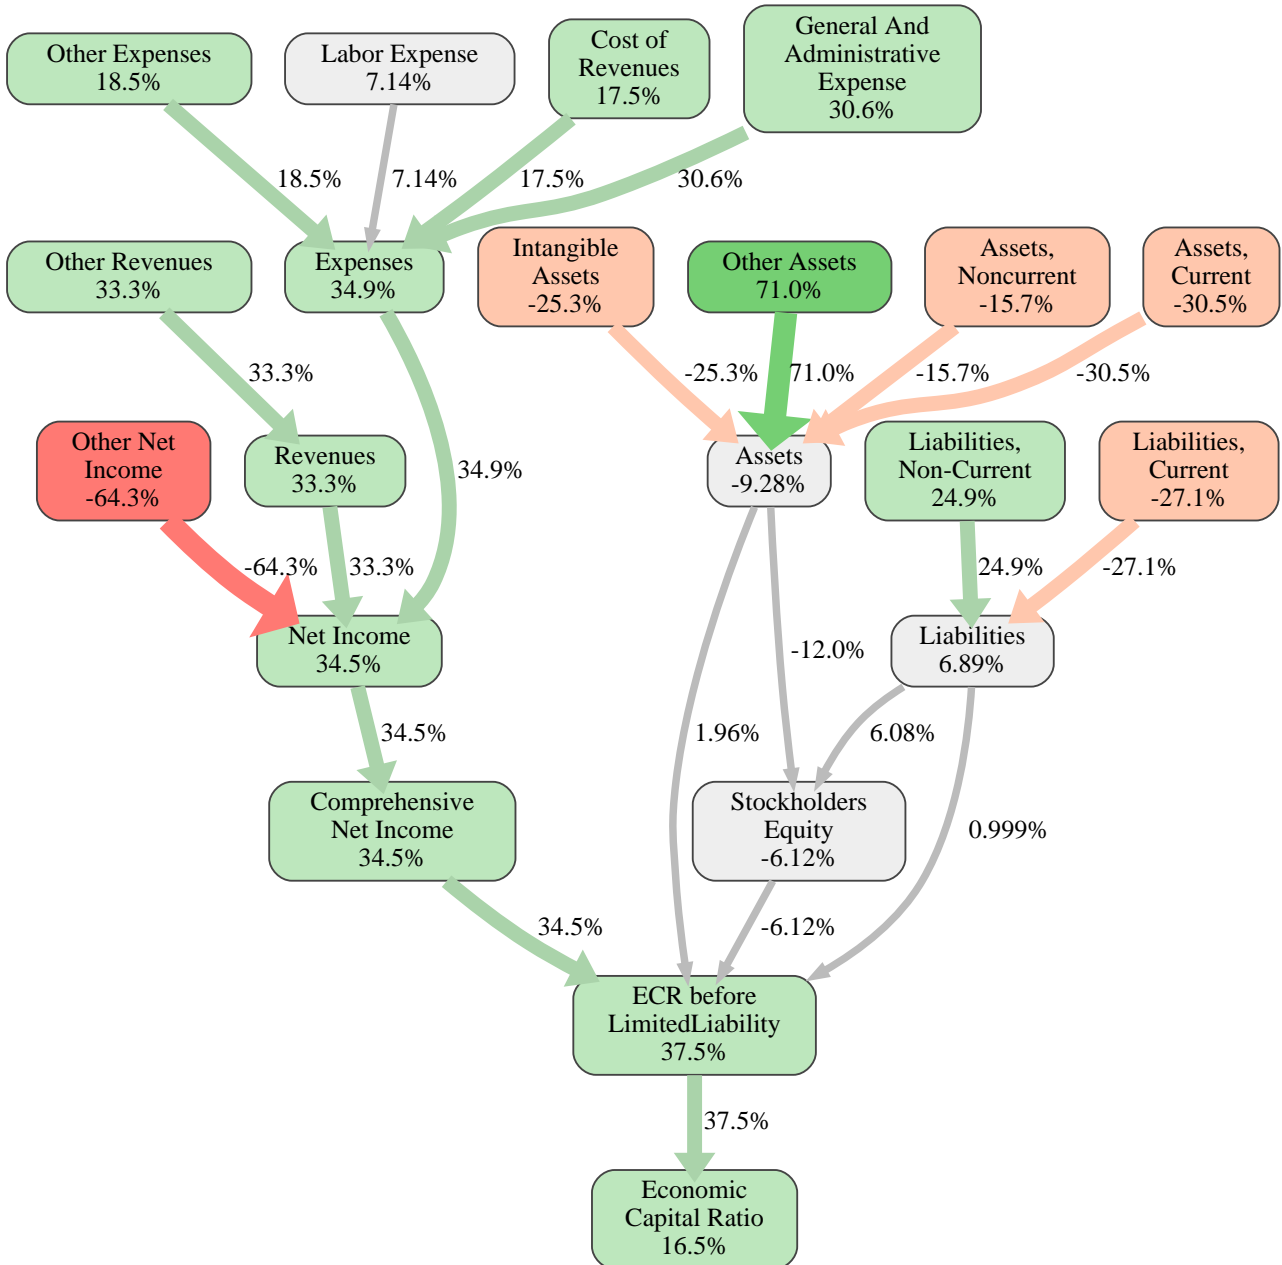 Other Expenses
18.5%
Labor Expense
7.14%
Cost of
Revenues
17.5%
General And
Administrative
Expense
30.6%
18.5%
7.14%
17.5%
30.6%
Other Revenues
33.3%
Expenses
34.9%
Intangible
Assets
-25.3%
Other Assets
71.0%
Assets,
Noncurrent
-15.7%
Assets,
Current
-30.5%
33.3%
-25.3%
71.0%
-15.7%
-30.5%
Other Net
Income
-64.3%
Revenues
33.3%
34.9%
Assets
-9.28%
Liabilities,
Non-Current
24.9%
Liabilities,
Current
-27.1%
-64.3%
33.3%
24.9%
-27.1%
Net Income
34.5%
-12.0%
Liabilities
6.89%
34.5%
1.96%
6.08%
Comprehensive
Net Income
34.5%
Stockholders
Equity
-6.12%
0.999%
34.5%
-6.12%
ECR before
LimitedLiability
37.5%
37.5%
Economic
Capital Ratio
16.5%